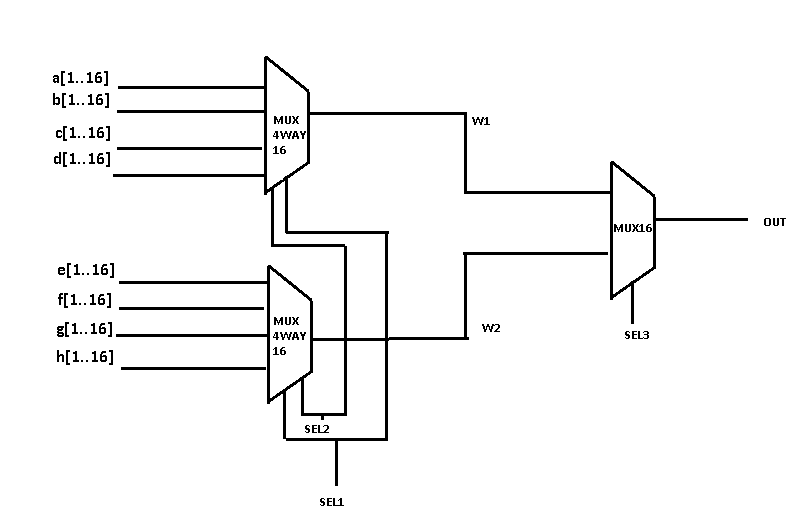 a[1..16]
b[1..16]
c[1..16]
d[1..16]
MUX
4WAY
16
W1
MUX16
OUT
SEL3
e[1..16]
f[1..16]
g[1..16]
h[1..16]
MUX
4WAY
16
W2
SEL2
SEL1